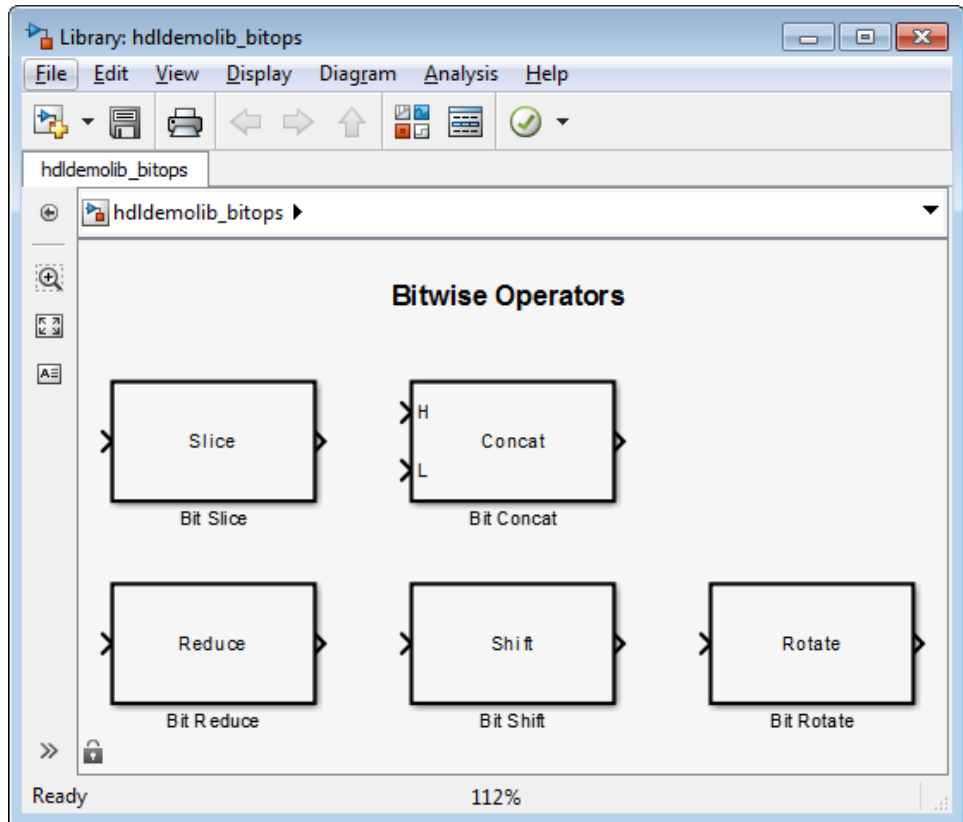 Library: hdldemolib_bitops
File Edit View Display Diagram Analysis Help
hdldemolib_bitops
hdldemolib_bitops
Bitwise Operators
Slice
H
Concat
L
Bit Slice
Bit Concat
Reduce
Shift
Rotate
Bit Reduce
Bit Shift
Bit Rotate
Ready
112%